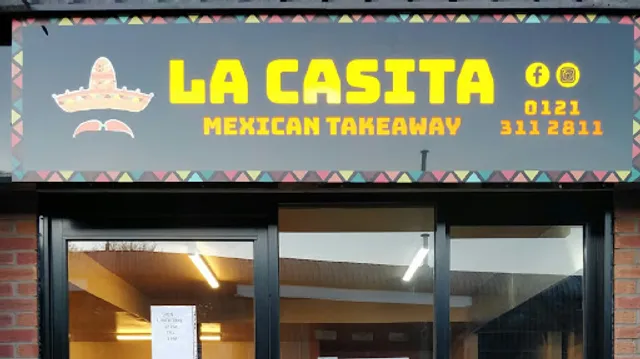 LA CASITA
MEXICAN TAKEAWAY
0121
311 2811